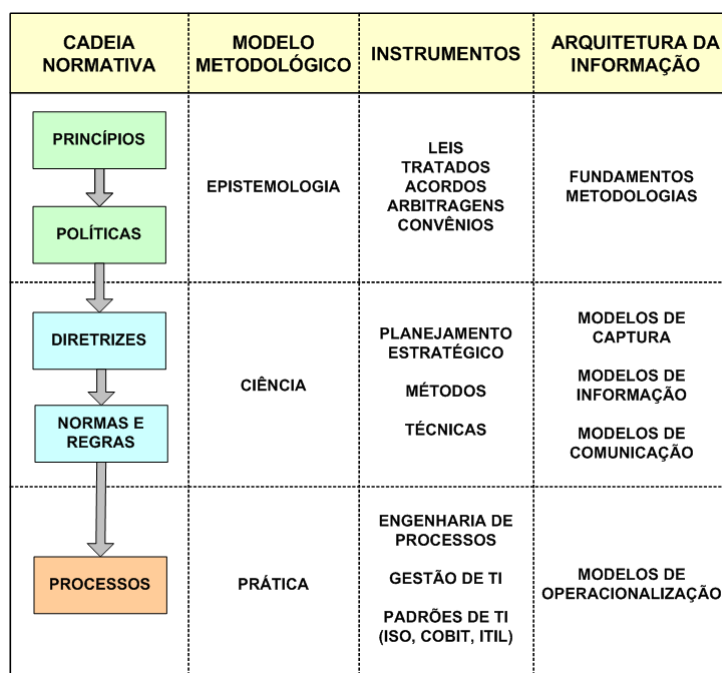 CADEIA
NORMATIVA
MODELO
METODOLÓGICO
INSTRUMENTOS
ARQUITETURA DA
INFORMAÇÃO
PRINCÍPIOS
POLÍTICAS
EPISTEMOLOGIA
LEIS
TRATADOS
ACORDOS
ARBITRAGENS
CONVÊNIOS
FUNDAMENTOS
METODOLOGIAS
DIRETRIZES
NORMAS E
REGRAS
CIÊNCIA
PLANEJAMENTO
ESTRATÉGICO
MÉTODOS
TÉCNICAS
MODELOS DE
CAPTURA
MODELOS DE
INFORMAÇÃO
MODELOS DE
COMUNICAÇÃO
PROCESSOS
PRÁTICA
ENGENHARIA DE
PROCESSOS
GESTÃO DE TI
PADRÕES DE TI
(ISO, COBIT, ITIL)
MODELOS DE
OPERACIONALIZAÇÃO